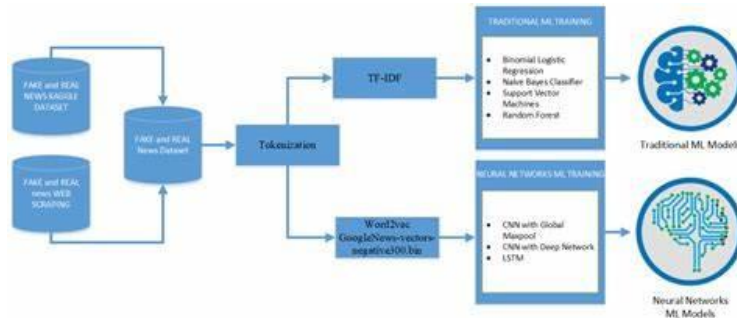 FAKE and REAL
NEWS KAGGLE
DATASET
FAKE and REAL
news WEB
SCRAPING
FAKE and REAL
News Dataset
Tokenization
TF-IDF
Word2vec
GoogleNews-vectors-
negative300.bin
TRADITIONAL ML TRAINING
• Binomial Logistic
Regression
• Naive Bayes Classifier
• Support Vector
Machines
• Random Forest
Traditional ML Models
NEURAL NETWORKS ML TRAINING
• CNN with Global
Maxpool
• CNN with Deep Network
• LSTM
Neural Networks
ML Models